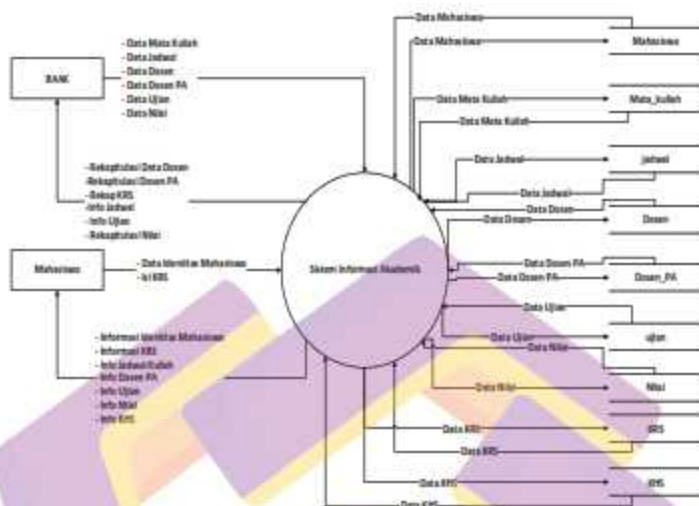 Data Mahasiswa
Data Mahasiswa
Mahasiswa
- Data Mata Kuliah
- Data Jadwal
- Data Dosen
- Data Dosen PA
- Data Ujian
- Data Nilai
BAAK
Data Mata Kuliah
Mata_kuliah
Data Mata Kuliah
Data Jadwal
jadwal
-Rekapitulasi Data Dosen
-Rekapitulasi Dosen PA
-Rekap KRS
-Info Jadwal
- Info Ujian
- Rekapitulasi Nilai
Data Jadwal
Data Dosen
Data Dosen
Dosen
Mahasiswa
- Data Identitas Mahasiswa
- Isi KRS
Sistem Informasi Akademik
Data Dosen PA
Data Dosen PA
Dosen_PA
Data Ujian
Data Ujian
ujian
Data Nilai
- Informasi Identitas Mahasiswa
- Informasi KRS
- Info Jadwal Kuliah
- Info Dosen PA
- Info Ujian
- Info Nilai
- Info KHS
Data Nilai
Nilai
Data KRS
KRS
Data KRS
Data KHS
KHS
Data KHS